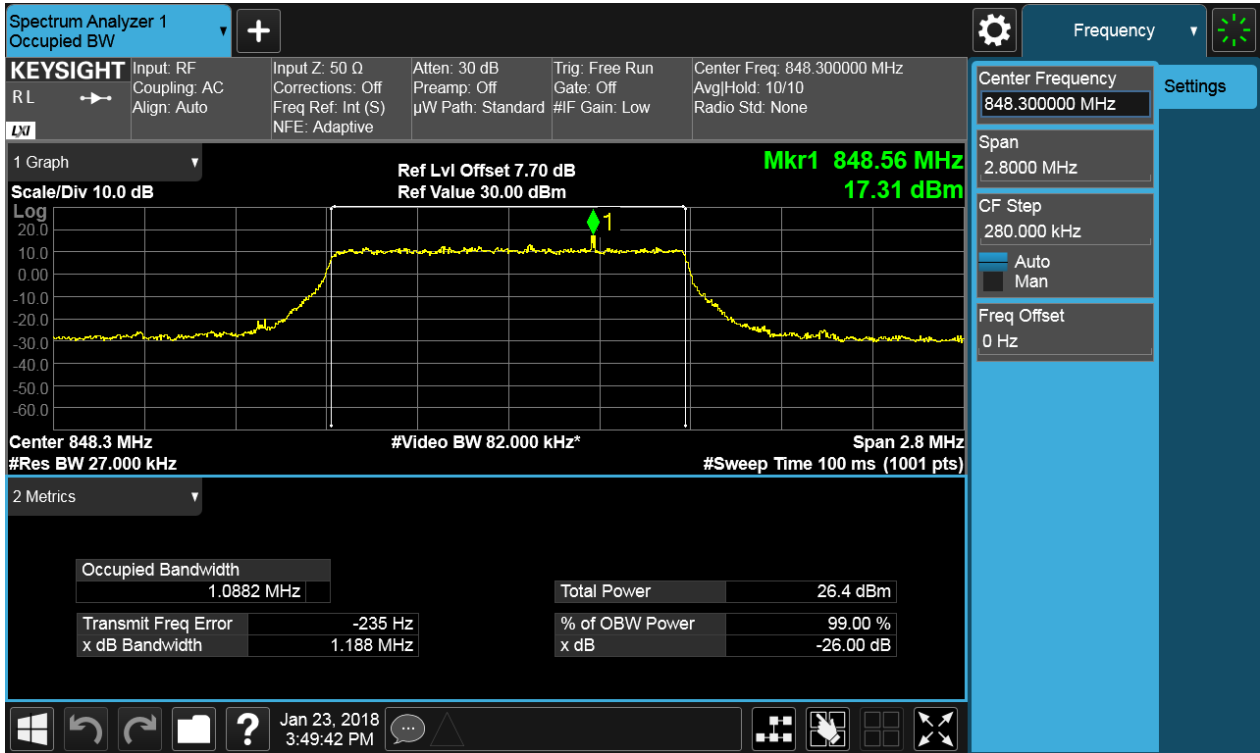 Spectrum Analyzer 1
Occupied BW
+
Frequency
KEYSIGHT
R L
LXI
Input: RF
Coupling: AC
Align: Auto
Input Z: 50 Ω
Corrections: Off
Freq Ref: Int (S)
NFE: Adaptive
Atten: 30 dB
Preamp: Off
µW Path: Standard
Trig: Free Run
Gate: Off
#IF Gain: Low
Center Freq: 848.300000 MHz
Avg|Hold: 10/10
Radio Std: None
Center Frequency
848.300000 MHz
Settings
Span
2.8000 MHz
CF Step
280.000 kHz
Auto
Man
Freq Offset
0 Hz
1 Graph
Scale/Div 10.0 dB
Ref Lvl Offset 7.70 dB
Ref Value 30.00 dBm
Mkr1 848.56 MHz
17.31 dBm
Log
20.0
10.0
0.00
-10.0
-20.0
-30.0
-40.0
-50.0
-60.0
1
Center 848.3 MHz
#Video BW 82.000 kHz*
Span 2.8 MHz
#Res BW 27.000 kHz
#Sweep Time 100 ms (1001 pts)
2 Metrics
Occupied Bandwidth
1.0882 MHz
Total Power 26.4 dBm
Transmit Freq Error -235 Hz
% of OBW Power 99.00 %
x dB Bandwidth 1.188 MHz
x dB -26.00 dB
?
Jan 23, 2018
3:49:42 PM